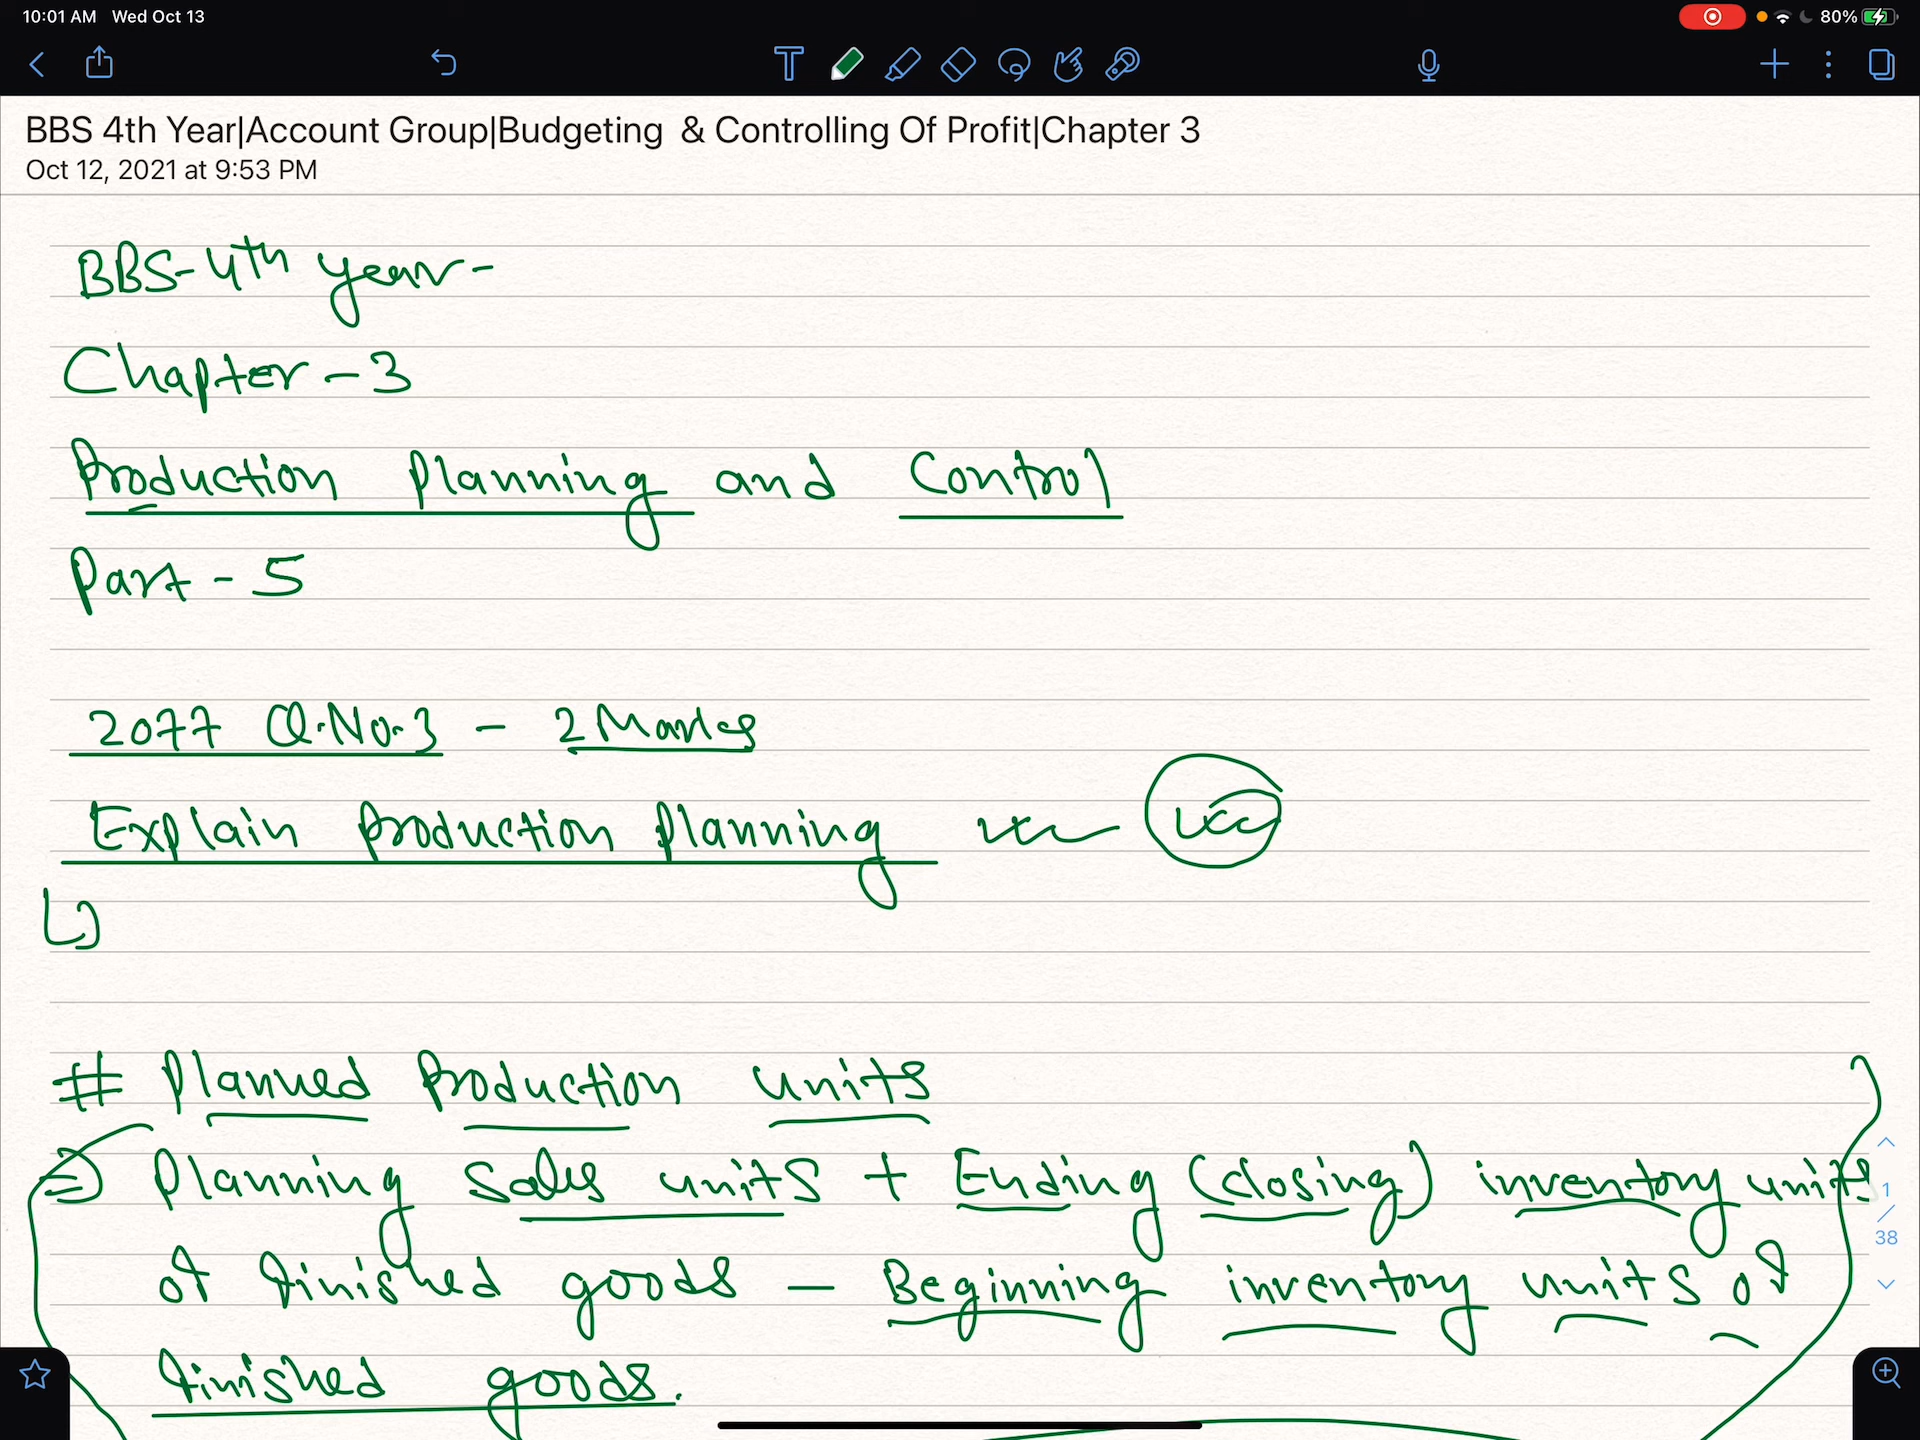 10:01 AM Wed Oct 13
80%
BBS 4th Year|Account Group|Budgeting & Controlling Of Profit|Chapter 3
Oct 12, 2021 at 9:53 PM
BBS-4th year-
Chapter-3
Production Planning and Control
Part-5
2077 Q.No.3 - 2 Marks
Explain production planning
# Planned Production units
Planning sales units + Ending (closing) inventory units
of finished goods — Beginning inventory units of
finished goods.
1
/
38